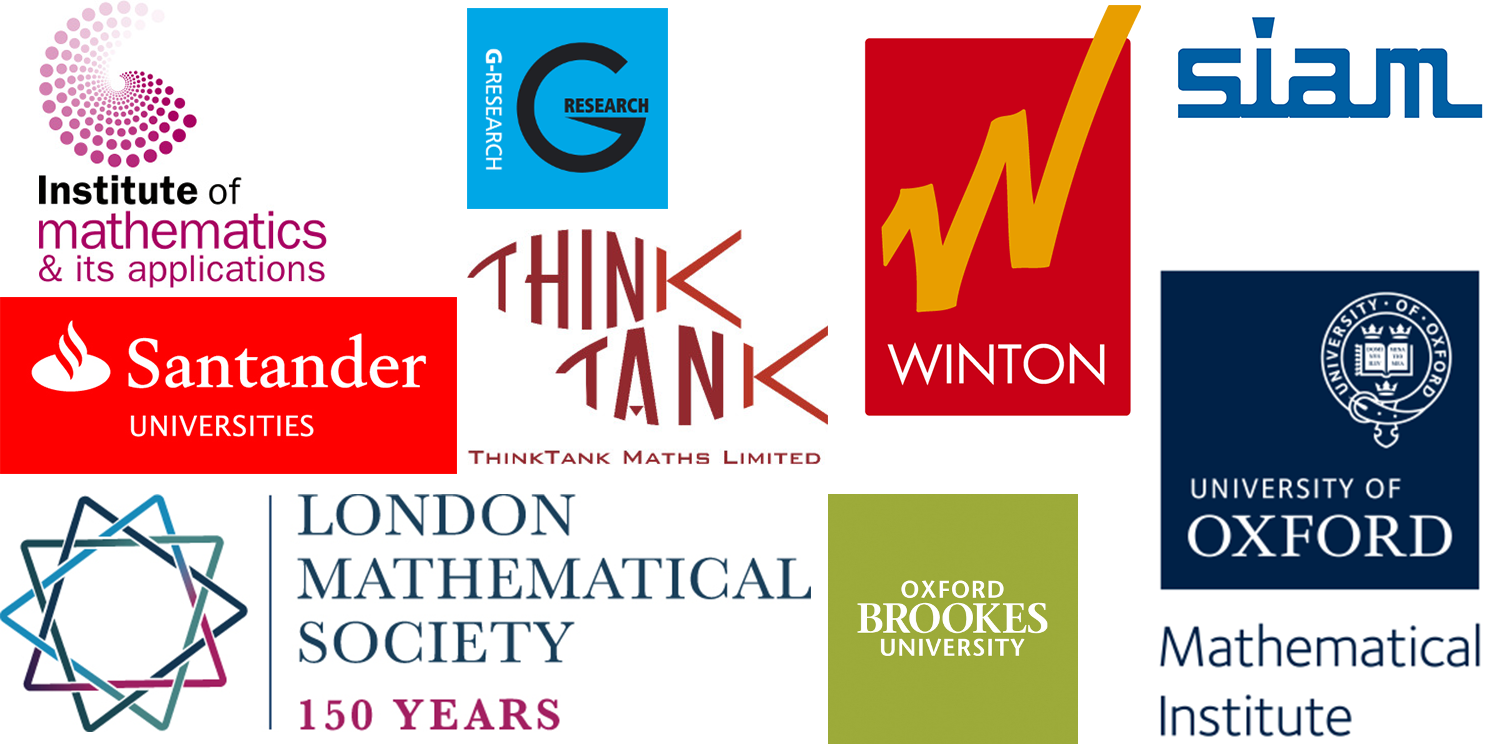 Institute of
mathematics
& its applications
G-RESEARCH
RESEARCH
WINTON
siam
THINK
TANK
THINKTANK MATHS LIMITED
Santander
UNIVERSITIES
UNIVERSITY · OF · OXFORD
UNIVERSITY OF
OXFORD
Mathematical
Institute
LONDON
MATHEMATICAL
SOCIETY
150 YEARS
OXFORD
BROOKES
UNIVERSITY